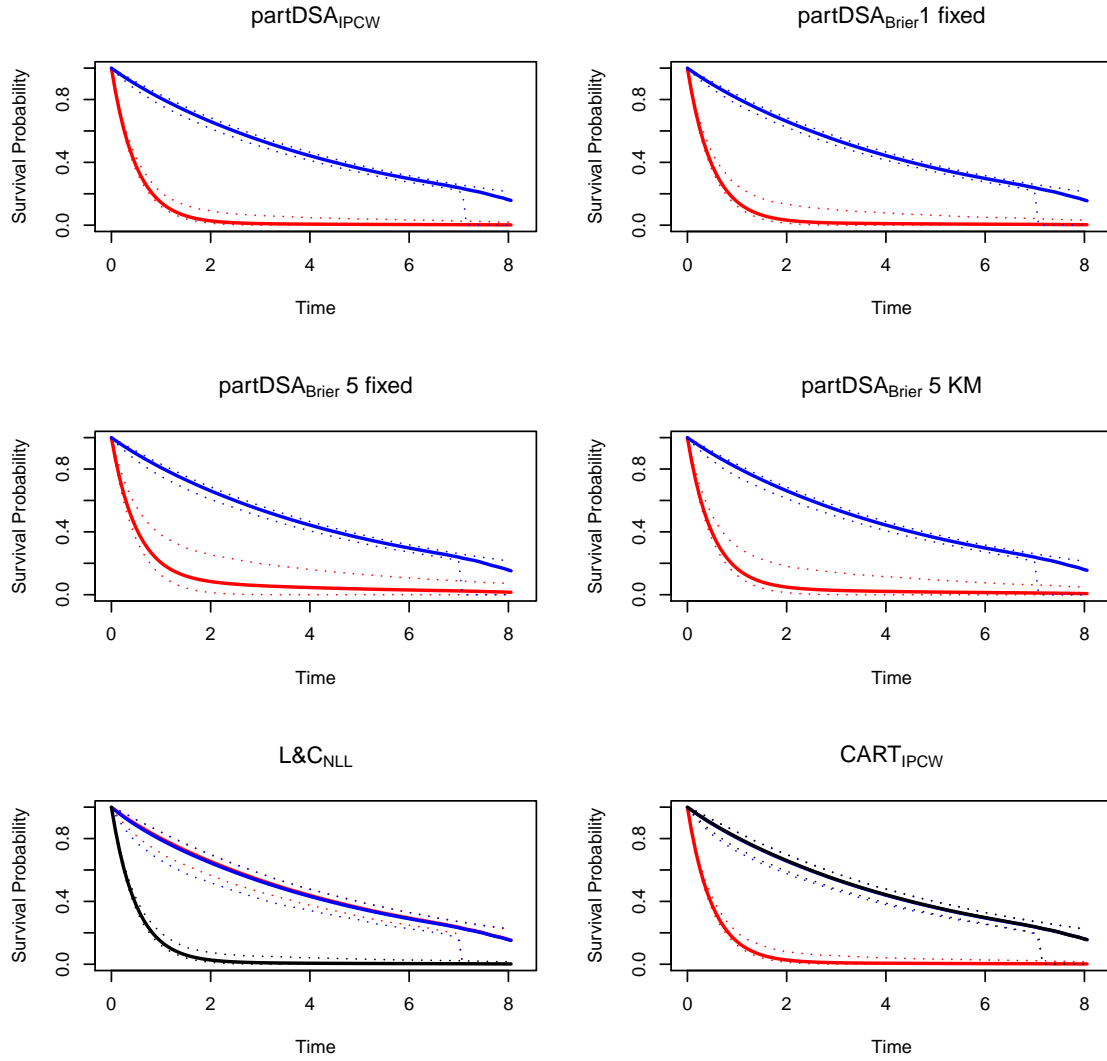 partDSA_IPCW
Survival Probability
0.0 0.4 0.8
0 2 4 6 8
Time
partDSA_Brier1 fixed
Survival Probability
0.0 0.4 0.8
0 2 4 6 8
Time
partDSA_Brier 5 fixed
Survival Probability
0.0 0.4 0.8
0 2 4 6 8
Time
partDSA_Brier 5 KM
Survival Probability
0.0 0.4 0.8
0 2 4 6 8
Time
L&C_NLL
Survival Probability
0.0 0.4 0.8
0 2 4 6 8
Time
CART_IPCW
Survival Probability
0.0 0.4 0.8
0 2 4 6 8
Time